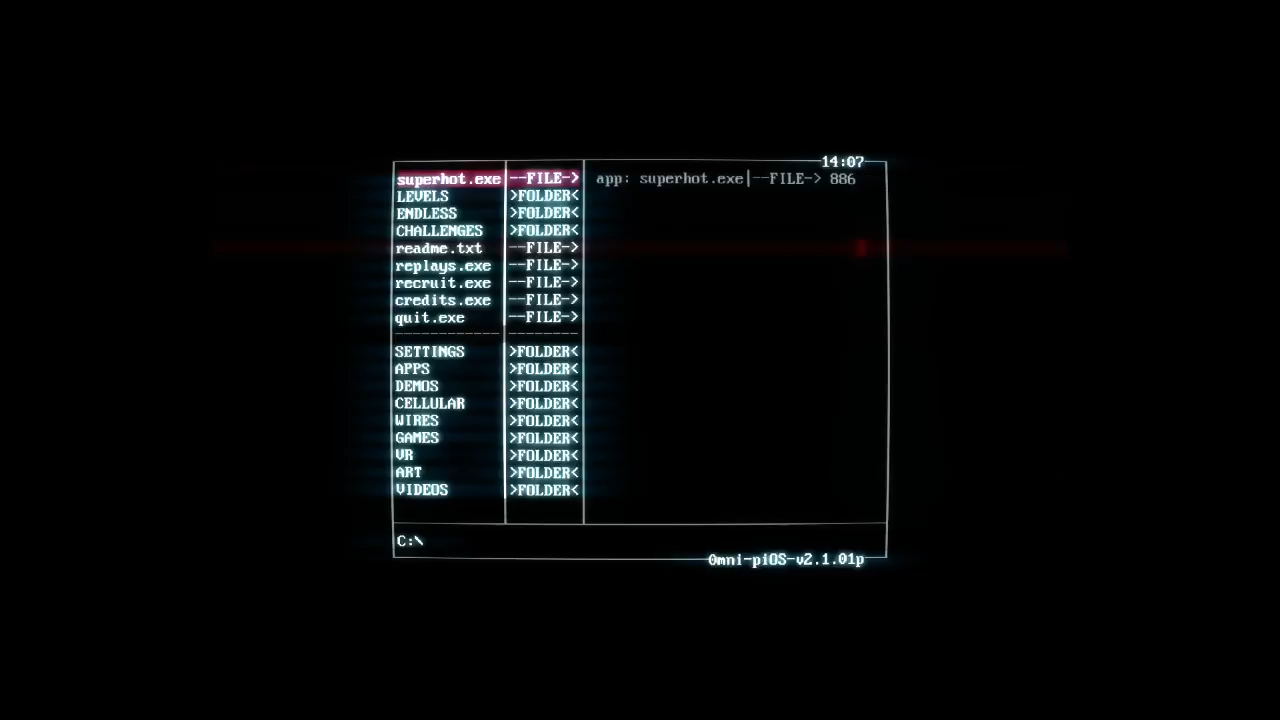 14:07
superhot.exe --FILE-> app: superhot.exe|--FILE-> 886
LEVELS >FOLDER<
ENDLESS >FOLDER<
CHALLENGES >FOLDER<
readme.txt --FILE->
replays.exe --FILE->
recruit.exe --FILE->
credits.exe --FILE->
quit.exe --FILE->
SETTINGS >FOLDER<
APPS >FOLDER<
DEMOS >FOLDER<
CELLULAR >FOLDER<
WIRES >FOLDER<
GAMES >FOLDER<
VR >FOLDER<
ART >FOLDER<
VIDEOS >FOLDER<
C:\
Omni-piOS-v2.1.01p